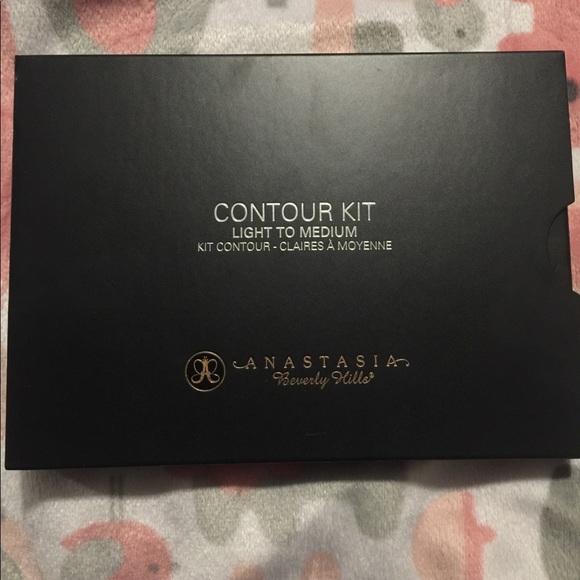 CONTOUR KIT
LIGHT TO MEDIUM
KIT CONTOUR - CLAIRES À MOYENNE
ANASTASIA
Beverly Hills®